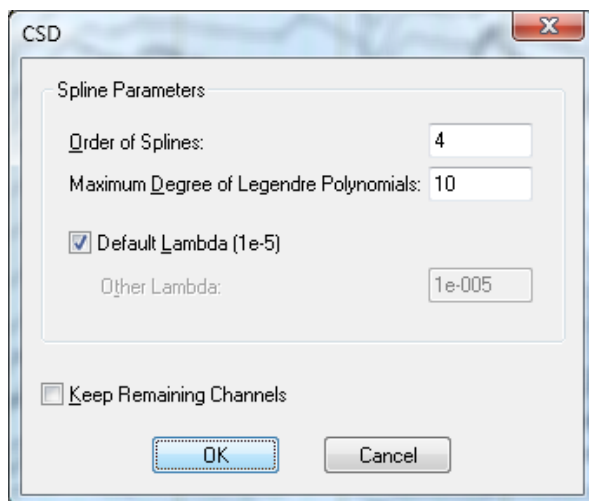 CSD
Spline Parameters
Order of Splines: 4
Maximum Degree of Legendre Polynomials: 10
Default Lambda (1e-5)
Other Lambda: 1e-005
Keep Remaining Channels
OK Cancel